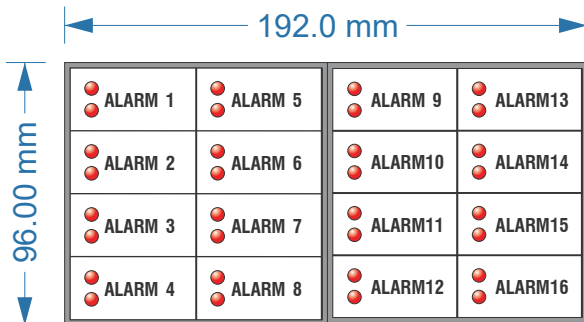 192.0 mm
96.00 mm
ALARM 1 ALARM 5 ALARM 9 ALARM13
ALARM 2 ALARM 6 ALARM10 ALARM14
ALARM 3 ALARM 7 ALARM11 ALARM15
ALARM 4 ALARM 8 ALARM12 ALARM16